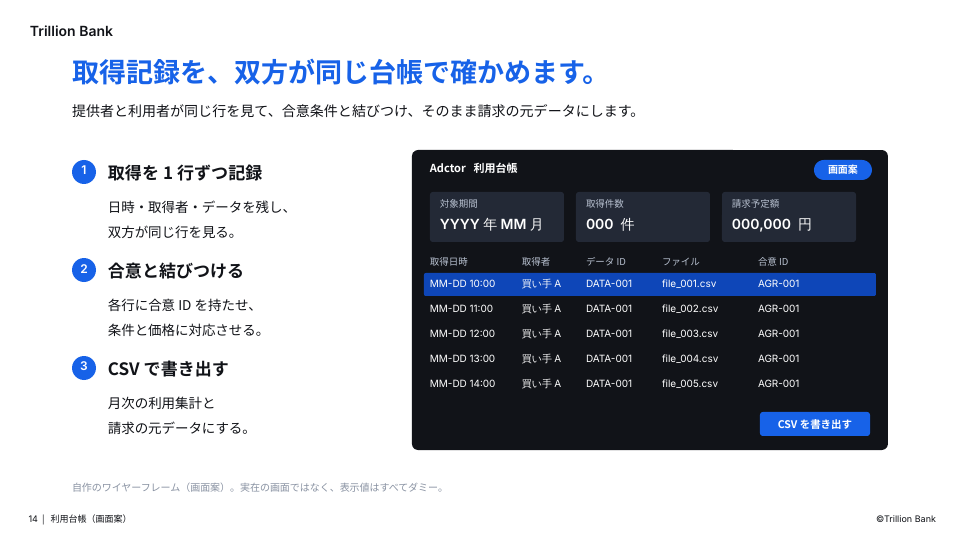 Trillion Bank
取得記録を、双方が同じ台帳で確かめます。
提供者と利用者が同じ行を見て、合意条件と結びつけ、そのまま請求の元データにします。
1 取得を 1 行ずつ記録
日時・取得者・データを残し、
双方が同じ行を見る。
2 合意と結びつける
各行に合意 ID を持たせ、
条件と価格に対応させる。
3 CSV で書き出す
月次の利用集計と
請求の元データにする。
Adctor 利用台帳 画面案
対象期間 取得件数 請求予定額
YYYY 年 MM 月 000 件 000,000 円
取得日時 取得者 データ ID ファイル 合意 ID
MM-DD 10:00 買い手 A DATA-001 file_001.csv AGR-001
MM-DD 11:00 買い手 A DATA-001 file_002.csv AGR-001
MM-DD 12:00 買い手 A DATA-001 file_003.csv AGR-001
MM-DD 13:00 買い手 A DATA-001 file_004.csv AGR-001
MM-DD 14:00 買い手 A DATA-001 file_005.csv AGR-001
CSV を書き出す
自作のワイヤーフレーム（画面案）。実在の画面ではなく、表示値はすべてダミー。
14 | 利用台帳（画面案） ©Trillion Bank